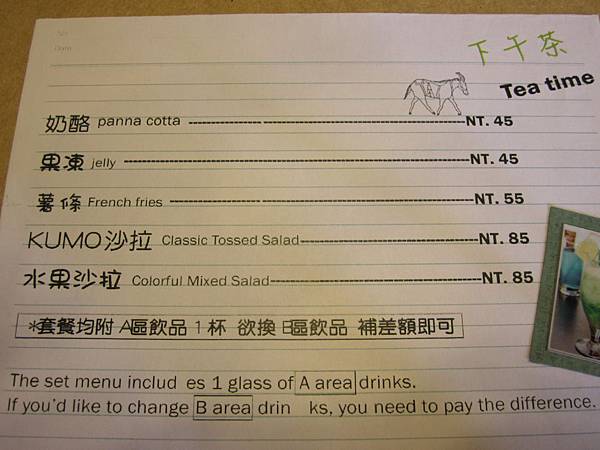 No.
Date
下午茶
Tea time
奶酪 panna cotta -------------------------------------------------------NT. 45
果凍 jelly -------------------------------------------------------NT. 45
薯條 French fries -------------------------------------------------------NT. 55
KUMO沙拉 Classic Tossed Salad-----------------------------------NT. 85
水果沙拉 Colorful Mixed Salad-----------------------------------------NT. 85
*套餐均附 A區飲品 1 杯 欲換 B區飲品 補差額即可
The set menu includ es 1 glass of A area drinks.
If you'd like to change B area drin ks, you need to pay the difference.